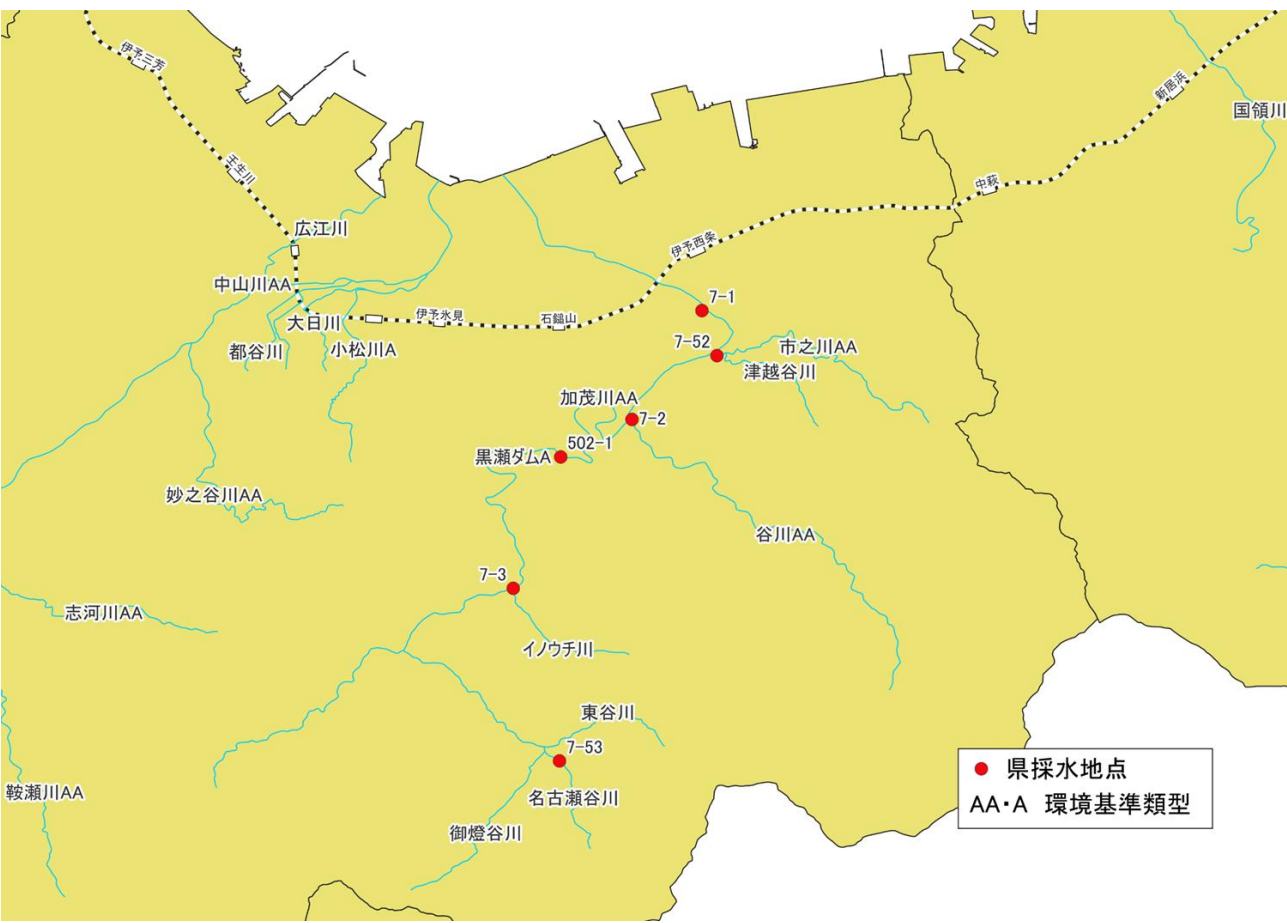 伊予三芳
新居浜
国領川
壬生川
中萩
広江川
伊予西条
中山川AA
7-1
大日川
伊予氷見
石鎚山
都谷川
小松川A
7-52
市之川AA
津越谷川
加茂川AA
7-2
502-1
黒瀬ダムA
妙之谷川AA
谷川AA
7-3
志河川AA
イノウチ川
東谷川
7-53
鞍瀬川AA
名古瀬谷川
御燈谷川
県採水地点
AA・A 環境基準類型